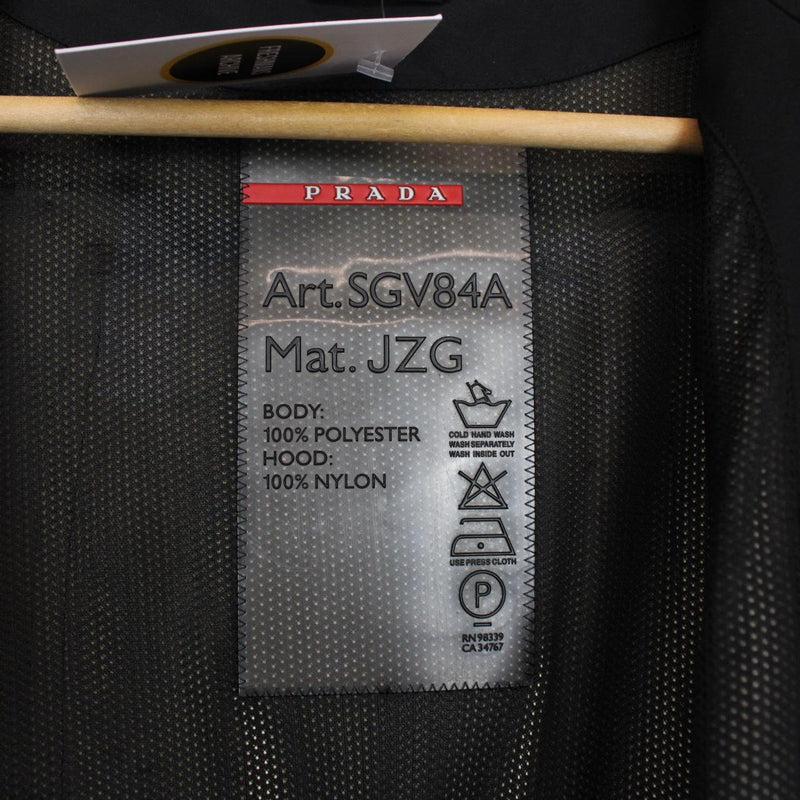 PRADA
Art. SGV84A
Mat. JZG
BODY:
100% POLYESTER
HOOD:
100% NYLON
COLD HAND WASH
WASH SEPARATELY
WASH INSIDE OUT
USE PRESS CLOTH
P
RN 98339
CA 34767